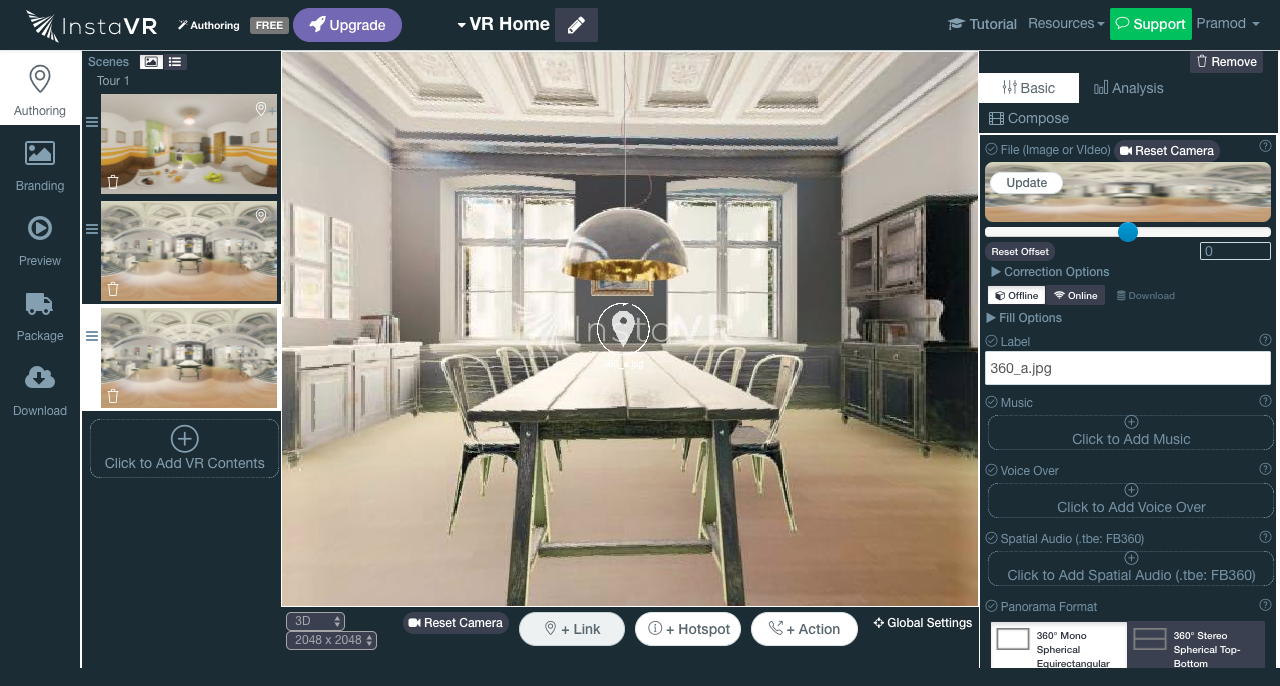 InstaVR
Authoring
FREE
Upgrade
VR Home
Tutorial
Resources
Support
Pramod
Authoring
Branding
Preview
Package
Download
Scenes
Tour 1
Click to Add VR Contents
InstaVR
3D
2048 x 2048
Reset Camera
+ Link
+ Hotspot
+ Action
Global Settings
Remove
Basic
Analysis
Compose
File (Image or VIdeo)
Reset Camera
Update
Reset Offset
0
Correction Options
Offline
Online
Download
Fill Options
Label
360_a.jpg
Music
Click to Add Music
Voice Over
Click to Add Voice Over
Spatial Audio (.tbe: FB360)
Click to Add Spatial Audio (.tbe: FB360)
Panorama Format
360° Mono
Spherical
Equirectangular
360° Stereo
Spherical Top-
Bottom